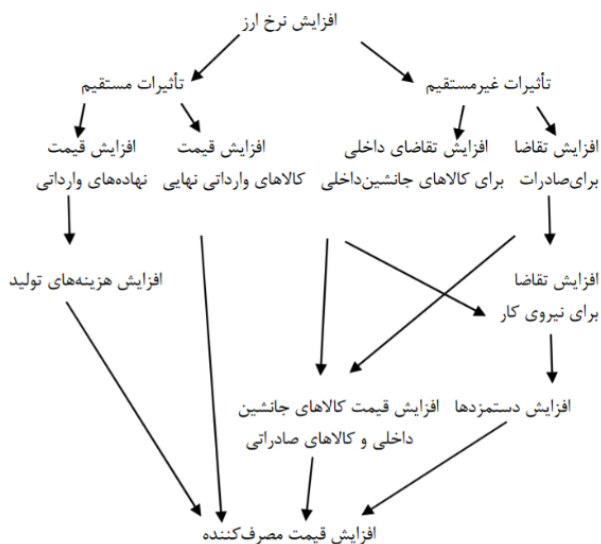 افزایش نرخ ارز
تأثیرات غیرمستقیم
تأثیرات مستقیم
افزایش تقاضا
برای‌صادرات
افزایش تقاضای داخلی
برای کالاهای جانشین‌داخلی
افزایش قیمت
کالاهای وارداتی نهایی
افزایش قیمت
نهاده‌های وارداتی
افزایش تقاضا
برای نیروی کار
افزایش هزینه‌های تولید
افزایش دستمزدها
افزایش قیمت کالاهای جانشین
داخلی و کالاهای صادراتی
افزایش قیمت مصرف‌کننده